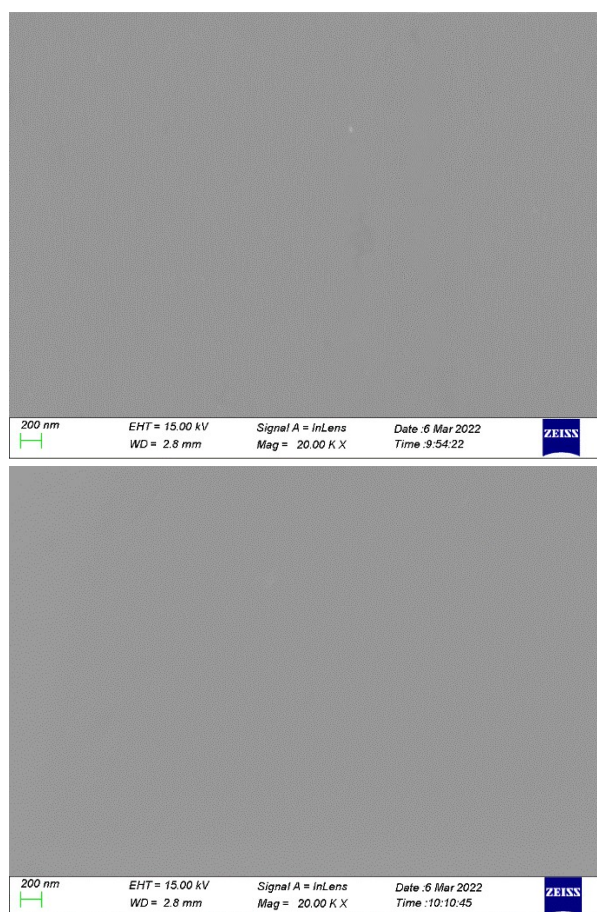 200 nm EHT = 15.00 kV Signal A = InLens Date :6 Mar 2022 ZEISS
WD = 2.8 mm Mag = 20.00 K X Time :9:54:22
200 nm EHT = 15.00 kV Signal A = InLens Date :6 Mar 2022 ZEISS
WD = 2.8 mm Mag = 20.00 K X Time :10:10:45